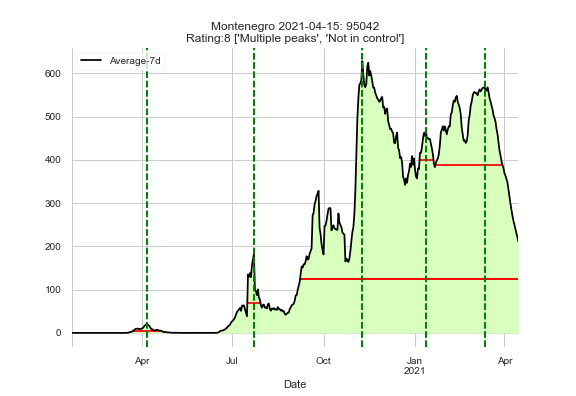 Montenegro 2021-04-15: 95042
Rating:8 ['Multiple peaks', 'Not in control']
Average-7d
600
500
400
300
200
100
0
Apr
Jul
Oct
Jan
2021
Apr
Date